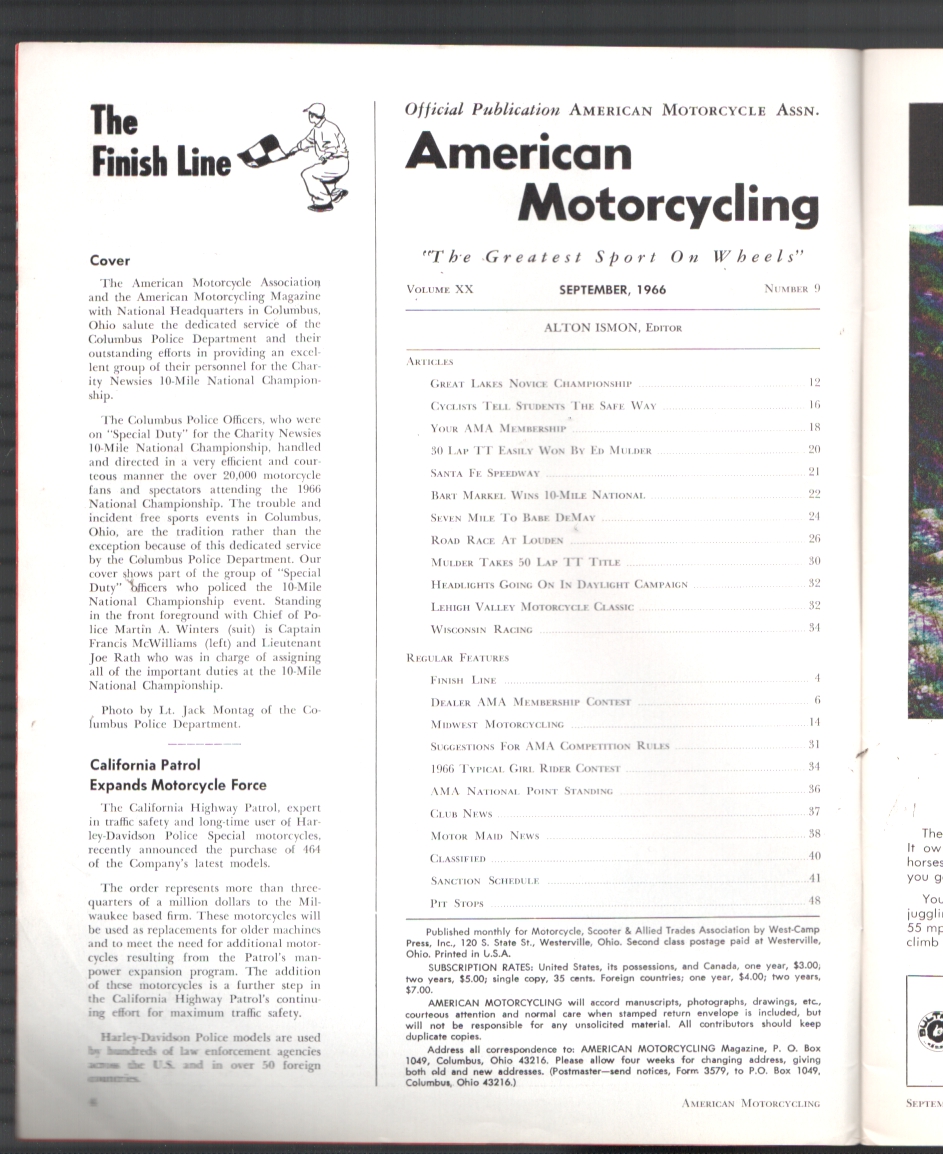 The
Finish Line
Cover
The American Motorcycle Association
and the American Motorcycling Magazine
with National Headquarters in Columbus,
Ohio salute the dedicated service of the
Columbus Police Department and their
outstanding efforts in providing an excel-
lent group of their personnel for the Char-
ity Newsies 10-Mile National Champion-
ship.
The Columbus Police Officers, who were
on "Special Duty" for the Charity Newsies
10-Mile National Championship, handled
and directed in a very efficient and cour-
teous manner the over 20,000 motorcycle
fans and spectators attending the 1966
National Championship. The trouble and
incident free sports events in Columbus,
Ohio, are the tradition rather than the
exception because of this dedicated service
by the Columbus Police Department. Our
cover shows part of the group of "Special
Duty" officers who policed the 10-Mile
National Championship event. Standing
in the front foreground with Chief of Po-
lice Martin A. Winters (suit) is Captain
Francis McWilliams (left) and Lieutenant
Joe Rath who was in charge of assigning
all of the important duties at the 10-Mile
National Championship.
Photo by Lt. Jack Montag of the Co-
lumbus Police Department.
California Patrol
Expands Motorcycle Force
The California Highway Patrol, expert
in traffic safety and long-time user of Har-
ley-Davidson Police Special motorcycles,
recently announced the purchase of 464
of the Company's latest models.
The order represents more than three-
quarters of a million dollars to the Mil-
waukee based firm. These motorcycles will
be used as replacements for older machines
and to meet the need for additional motor-
cycles resulting from the Patrol's man-
power expansion program. The addition
of these motorcycles is a further step in
the California Highway Patrol's continu-
ing effort for maximum traffic safety.
Harley-Davidson Police models are used
by hundreds of law enforcement agencies
across the U.S. and in over 50 foreign
countries.
Official Publication AMERICAN MOTORCYCLE ASSN.
American
Motorcycling
"The Greatest Sport On Wheels"
VOLUME XX SEPTEMBER, 1966 NUMBER 9
ALTON ISMON, EDITOR
ARTICLES
GREAT LAKES NOVICE CHAMPIONSHIP 12
CYCLISTS TELL STUDENTS THE SAFE WAY 16
YOUR AMA MEMBERSHIP 18
30 LAP TT EASILY WON BY ED MULDER 20
SANTA FE SPEEDWAY 21
BART MARKEL WINS 10-MILE NATIONAL 22
SEVEN MILE TO BABE DEMAY 24
ROAD RACE AT LOUDEN 26
MULDER TAKES 50 LAP TT TITLE 30
HEADLIGHTS GOING ON IN DAYLIGHT CAMPAIGN 32
LEHIGH VALLEY MOTORCYCLE CLASSIC 32
WISCONSIN RACING 34
REGULAR FEATURES
FINISH LINE 4
DEALER AMA MEMBERSHIP CONTEST 6
MIDWEST MOTORCYCLING 14
SUGGESTIONS FOR AMA COMPETITION RULES 31
1966 TYPICAL GIRL RIDER CONTEST 34
AMA NATIONAL POINT STANDING 36
CLUB NEWS 37
MOTOR MAID NEWS 38
CLASSIFIED 40
SANCTION SCHEDULE 41
PIT STOPS 48
Published monthly for Motorcycle, Scooter & Allied Trades Association by West-Camp
Press, Inc., 120 S. State St., Westerville, Ohio. Second class postage paid at Westerville,
Ohio. Printed in U.S.A.
SUBSCRIPTION RATES: United States, its possessions, and Canada, one year, $3.00;
two years, $5.00; single copy, 35 cents. Foreign countries; one year, $4.00; two years,
$7.00.
AMERICAN MOTORCYCLING will accord manuscripts, photographs, drawings, etc.,
courteous attention and normal care when stamped return envelope is included, but
will not be responsible for any unsolicited material. All contributors should keep
duplicate copies.
Address all correspondence to: AMERICAN MOTORCYCLING Magazine, P. O. Box
1049, Columbus, Ohio 43216. Please allow four weeks for changing address, giving
both old and new addresses. (Postmaster—send notices, Form 3579, to P.O. Box 1049,
Columbus, Ohio 43216.)
AMERICAN MOTORCYCLING
The
It ow
horses
you g
You
juggli
55 mp
climb
BULT
SEPTEM